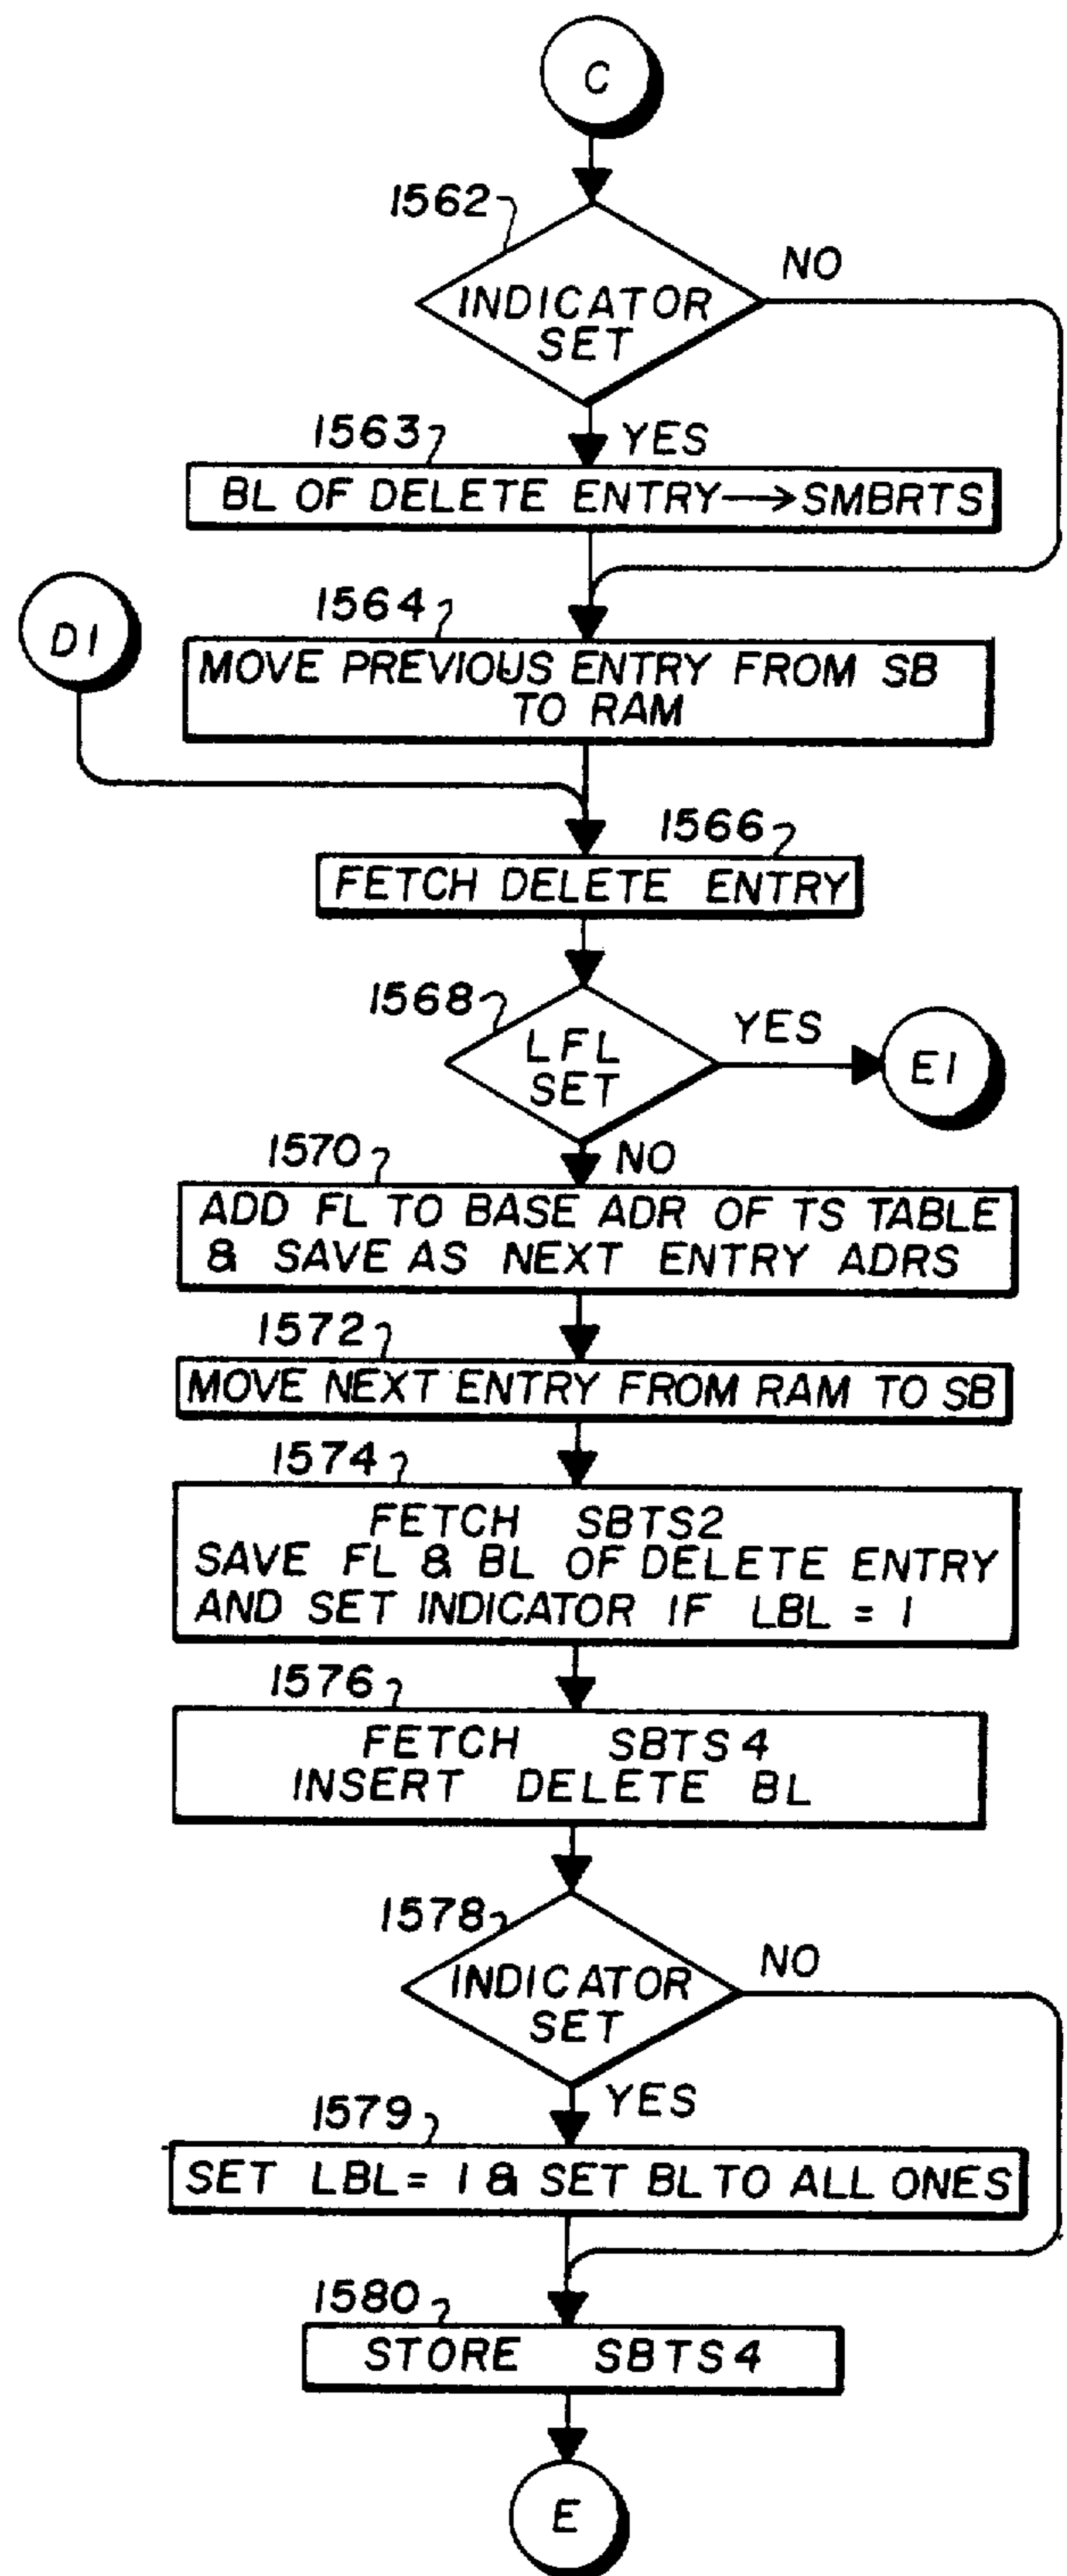 C
1562
NO
INDICATOR
SET
1563
YES
BL OF DELETE ENTRY→SMBRTS
D1
1564
MOVE PREVIOUS ENTRY FROM SB
TO RAM
1566
FETCH DELETE ENTRY
1568
LFL
SET
YES
E1
1570
NO
ADD FL TO BASE ADR OF TS TABLE
& SAVE AS NEXT ENTRY ADRS
1572
MOVE NEXT ENTRY FROM RAM TO SB
1574
FETCH SBTS2
SAVE FL & BL OF DELETE ENTRY
AND SET INDICATOR IF LBL = 1
1576
FETCH SBTS4
INSERT DELETE BL
1578
NO
INDICATOR
SET
YES
1579
SET LBL = 1 & SET BL TO ALL ONES
1580
STORE SBTS4
E